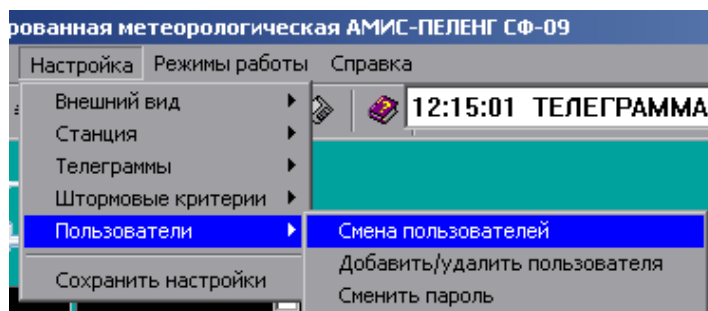 рованная метеорологическая АМИС-ПЕЛЕНГ СФ-09
Настройка Режимы работы Справка
12:15:01 ТЕЛЕГРАММА
Внешний вид
Станция
Телеграммы
Штормовые критерии
Пользователи
Смена пользователей
Добавить/удалить пользователя
Сохранить настройки
Сменить пароль